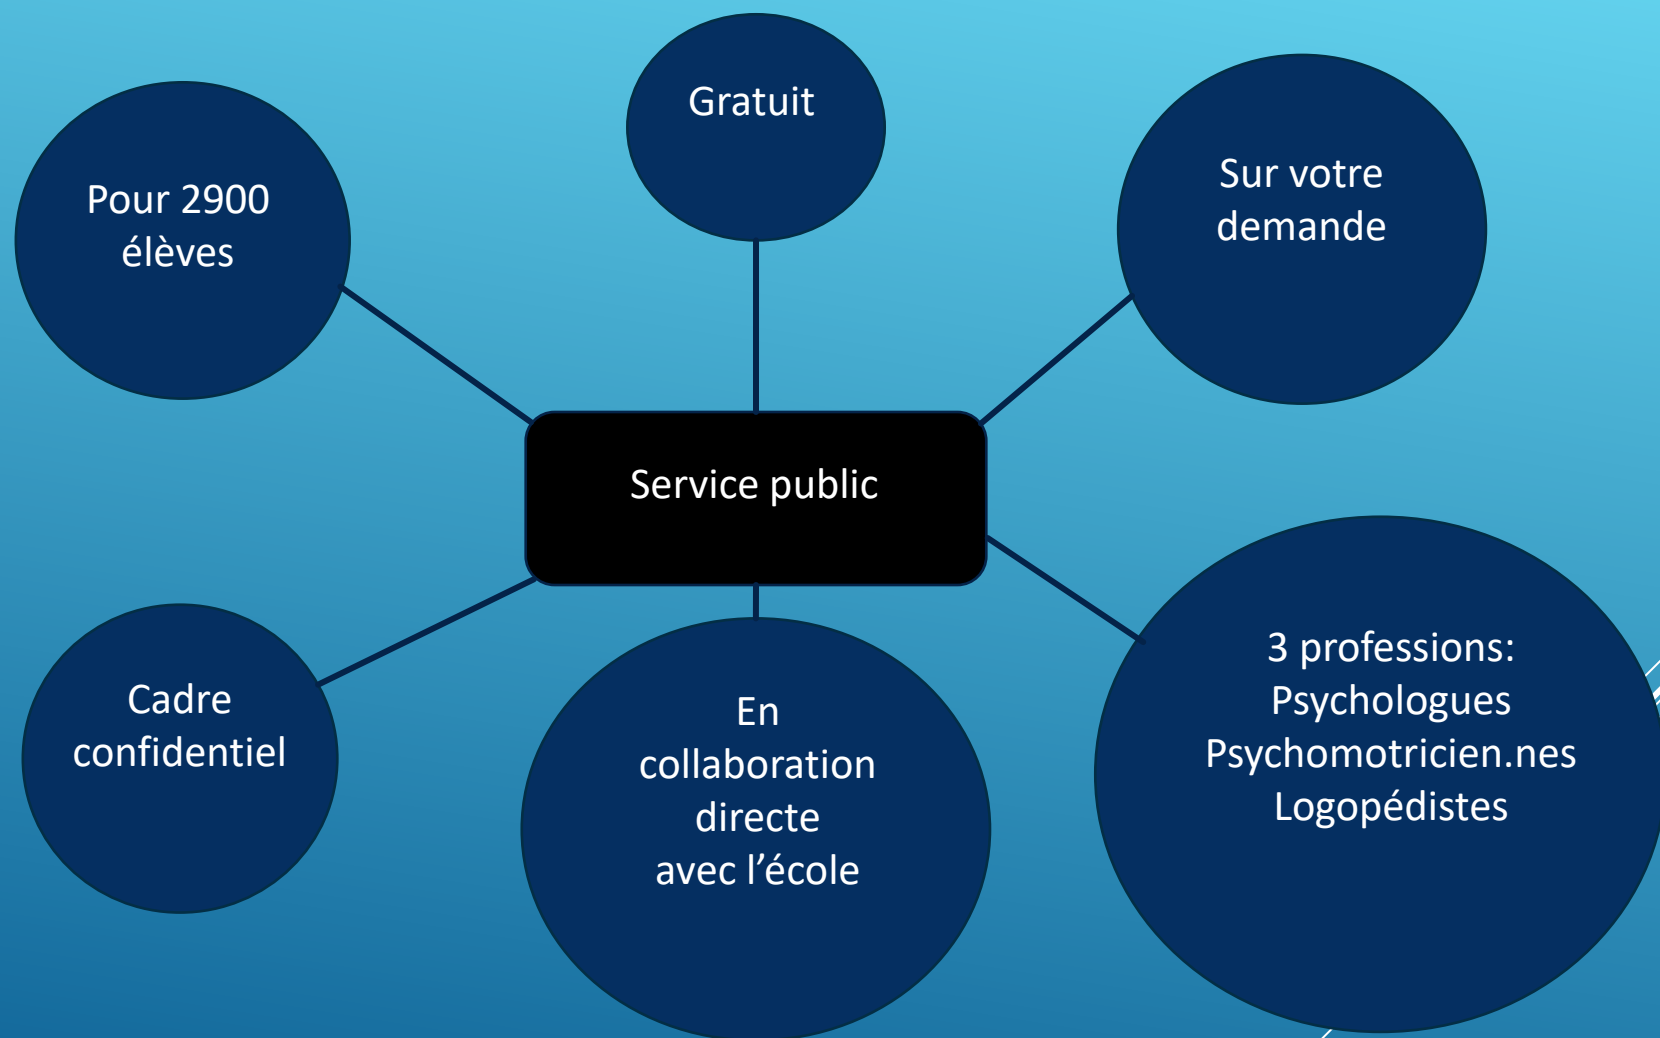 Gratuit
Pour 2900
élèves
Sur votre
demande
Service public
Cadre
confidentiel
En
collaboration
directe
avec l’école
3 professions:
Psychologues
Psychomotricien.nes
Logopédistes